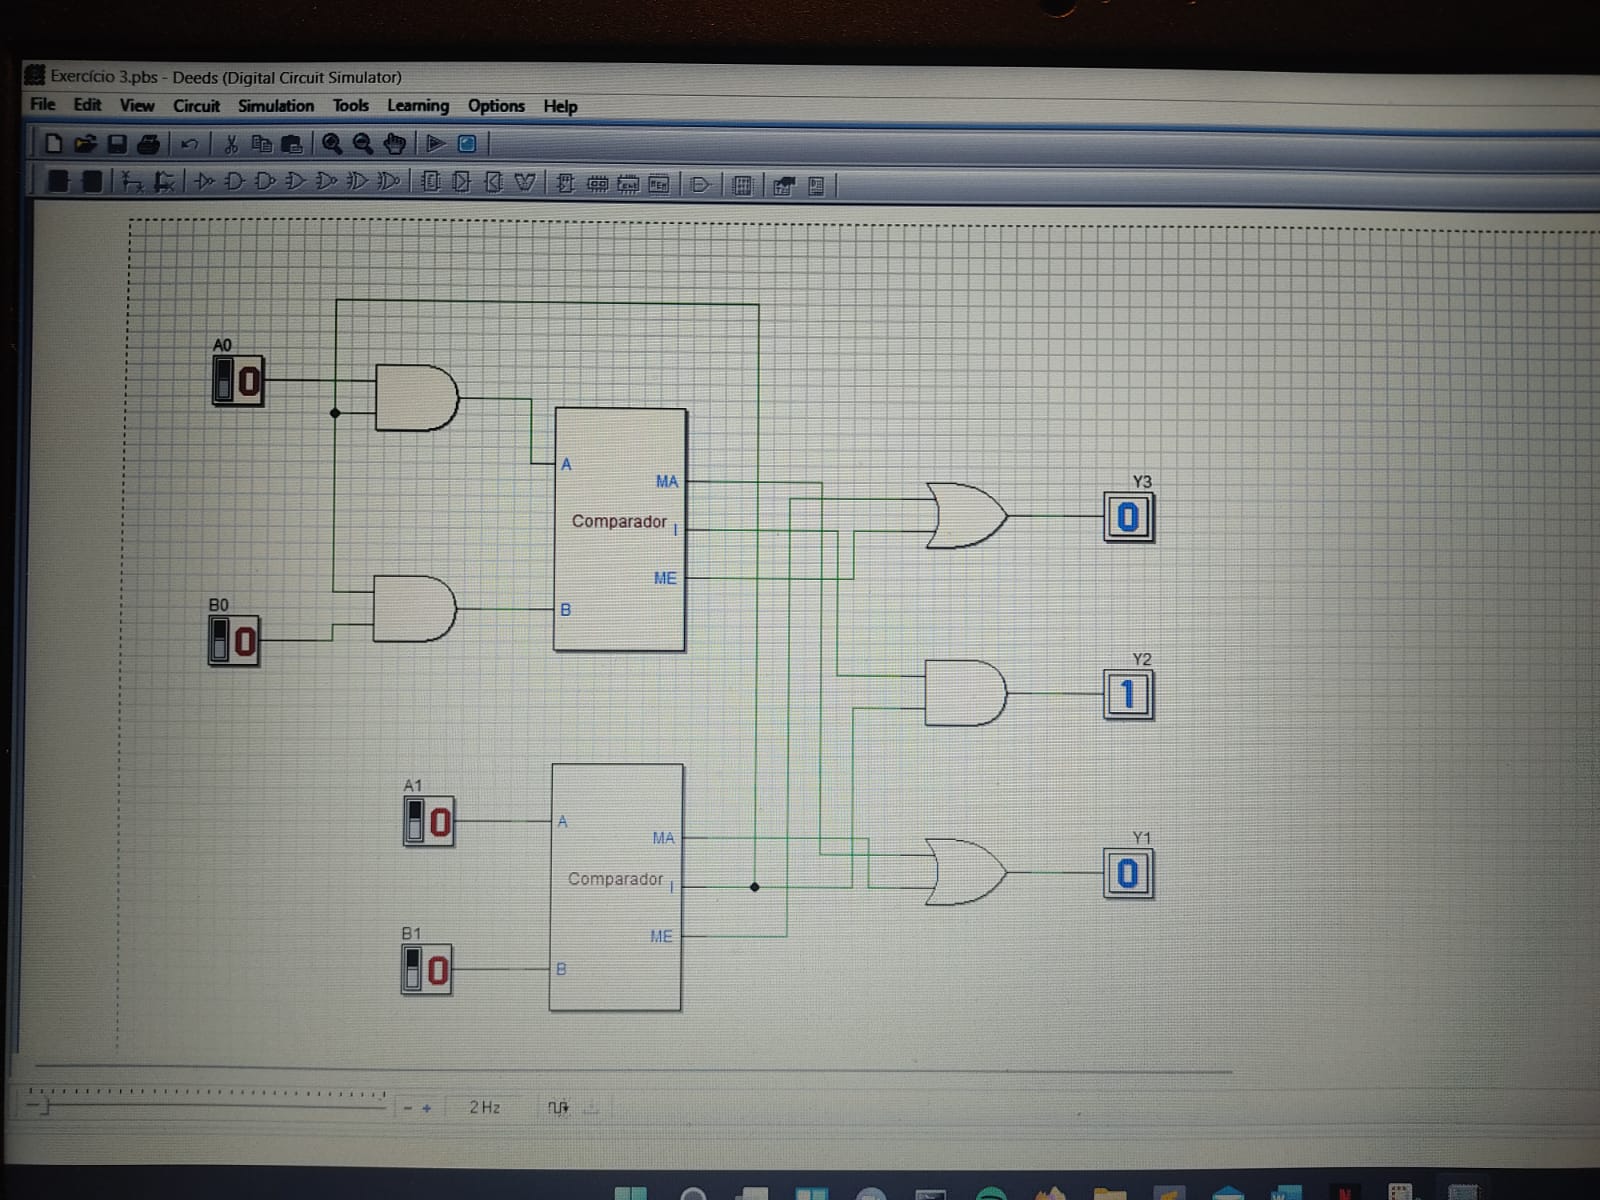 Exercício 3.pbs - Deeds (Digital Circuit Simulator)
File Edit View Circuit Simulation Tools Learning Options Help
A0
0
A
MA
Comparador
I
ME
B
B0
0
Y3
0
Y2
1
A1
0
A
MA
Comparador
I
ME
B
B1
0
Y1
0
- + 2 Hz